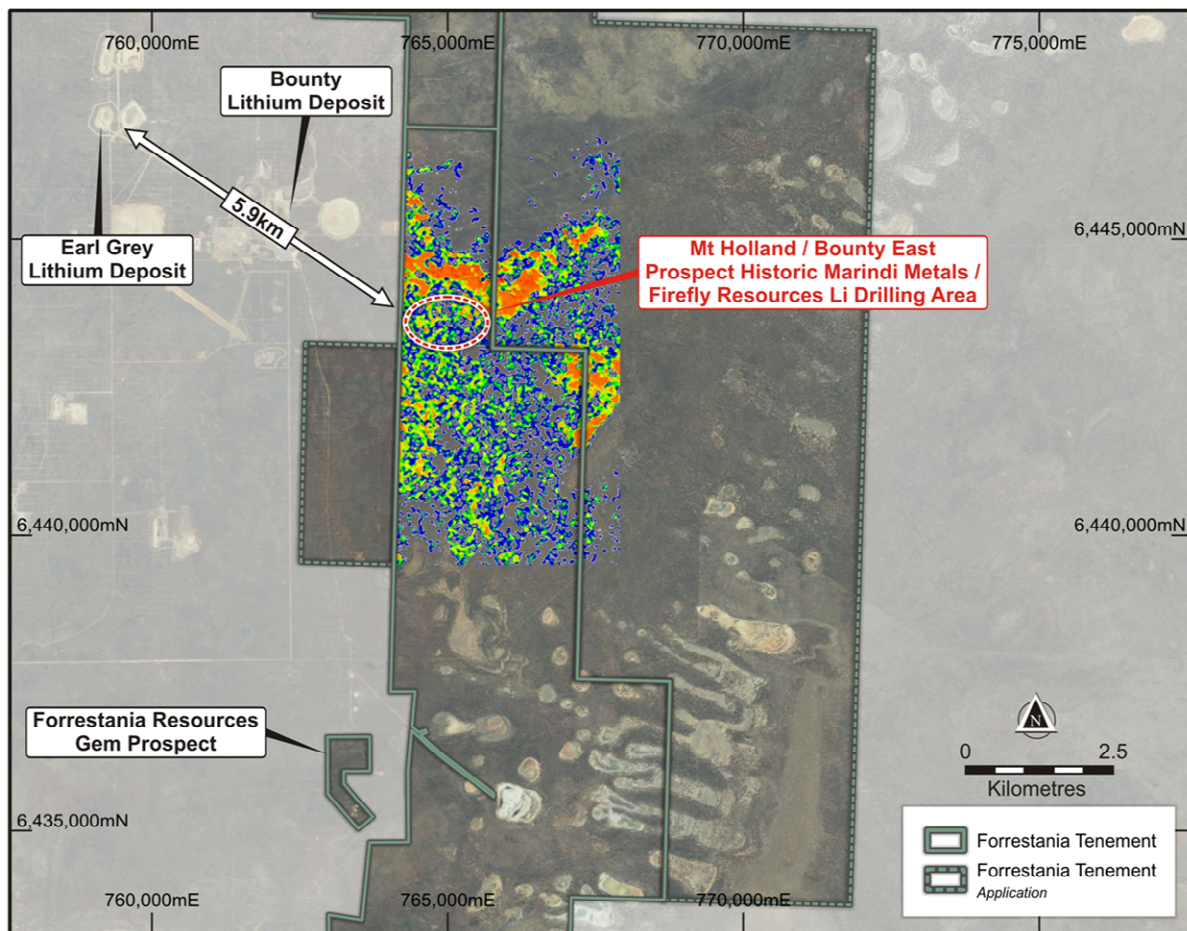 760,000mE
765,000mE
770,000mE
775,000mE
Bounty
Lithium Deposit
5.9km
Earl Grey
Lithium Deposit
6,445,000mN
Mt Holland / Bounty East
Prospect Historic Marindi Metals /
Firefly Resources Li Drilling Area
6,440,000mN
6,440,000mN
Forrestania Resources
Gem Prospect
N
0
2.5
Kilometres
6,435,000mN
Forrestania Tenement
Forrestania Tenement
Application
760,000mE
765,000mE
770,000mE